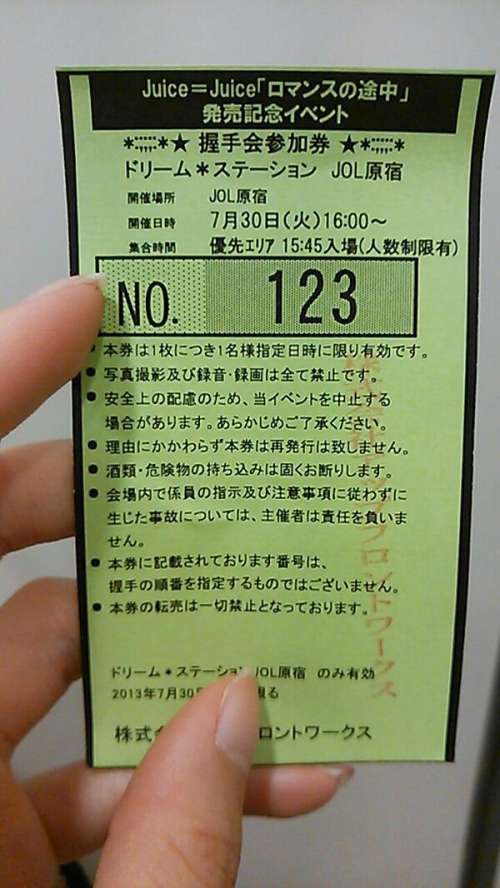 Juice=Juice「ロマンスの途中」
発売記念イベント
*:;;;:*★ 握手会参加券 ★*:;;;:*
ドリーム*ステーション JOL原宿
開催場所 JOL原宿
開催日時 7月30日(火)16:00～
集合時間 優先エリア 15:45入場(人数制限有)
NO. 123
● 本券は1枚につき1名様指定日時に限り有効です。
● 写真撮影及び録音・録画は全て禁止です。
● 安全上の配慮のため、当イベントを中止する
場合があります。あらかじめご了承ください。
● 理由にかかわらず本券は再発行は致しません。
● 酒類・危険物の持ち込みは固くお断りします。
● 会場内で係員の指示及び注意事項に従わずに
生じた事故については、主催者は責任を負いま
せん。
● 本券に記載されております番号は、
握手の順番を指定するものではございません。
● 本券の転売は一切禁止となっております。
ドリーム*ステーション JOL原宿 のみ有効
2013年7月30 限る
株式 ロントワークス
フロントワークス